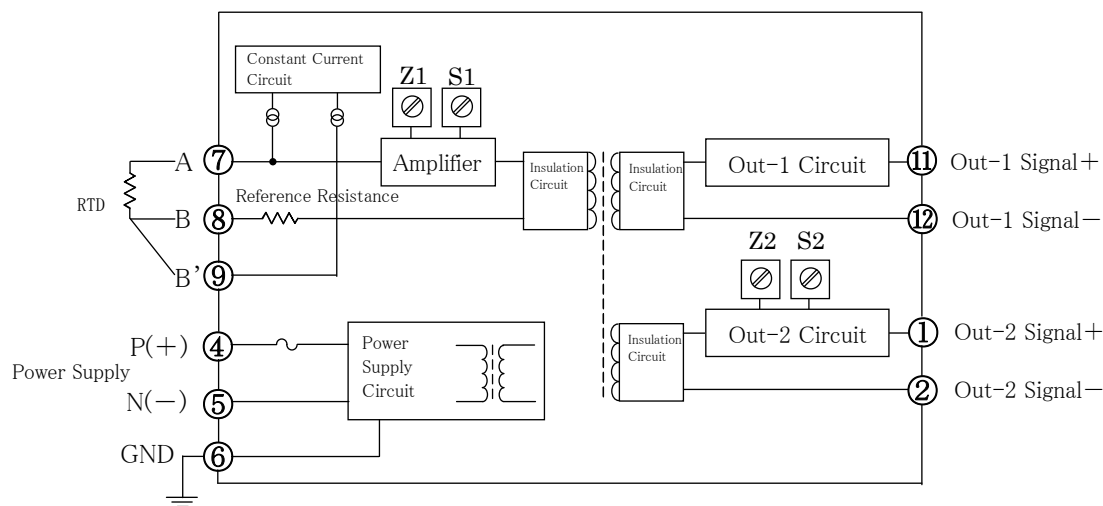 Constant Current
Circuit
Z1
S1
A
⑦
Amplifier
Insulation
Circuit
Insulation
Circuit
Out-1 Circuit
⑪
Out-1 Signal+
RTD
Reference Resistance
B
⑧
⑫
Out-1 Signal−
Z2
S2
B'
⑨
P(+)
④
Power
Supply
Circuit
Insulation
Circuit
Out-2 Circuit
①
Out-2 Signal+
Power Supply
N(−)
⑤
②
Out-2 Signal−
GND
⑥